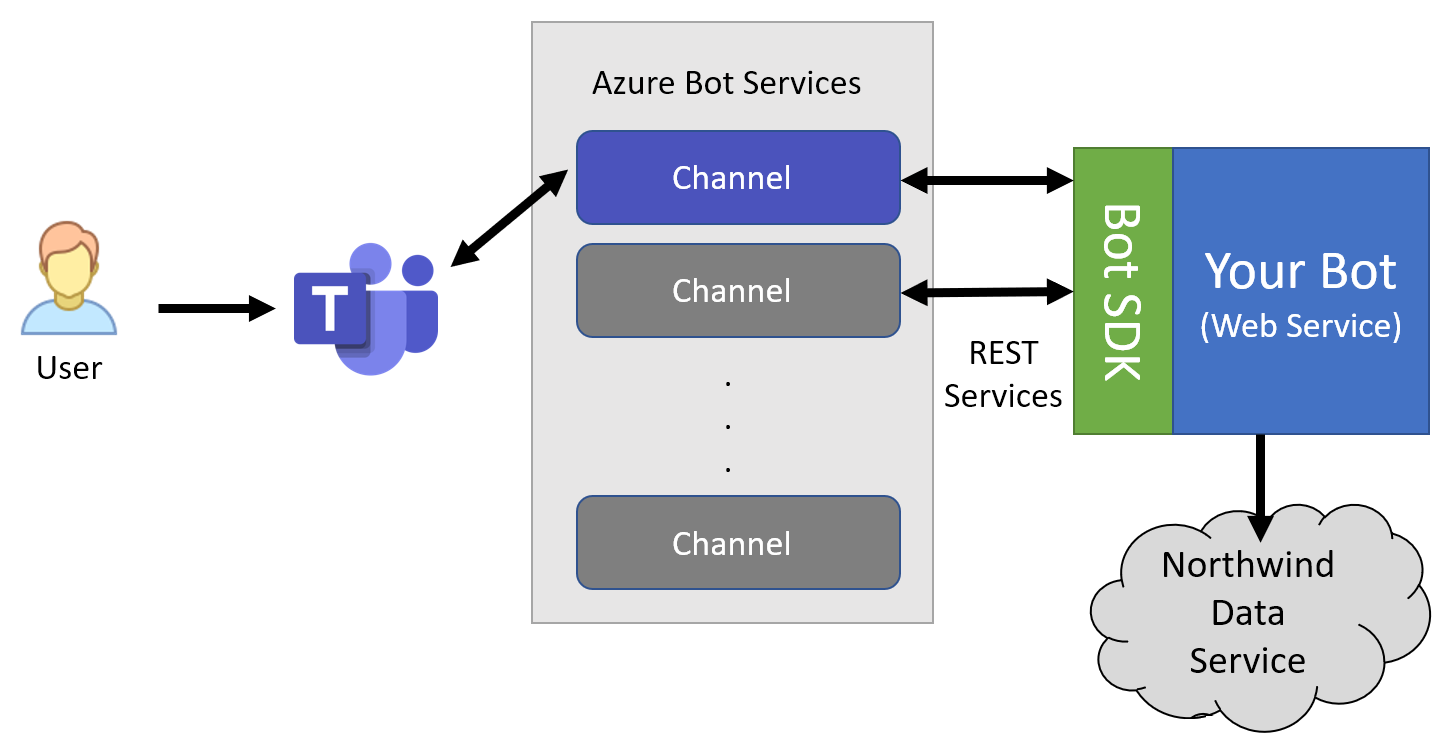 Azure Bot Services
Channel
Channel
.
.
.
Channel
User
T
REST
Services
Bot SDK
Your Bot
(Web Service)
Northwind
Data
Service